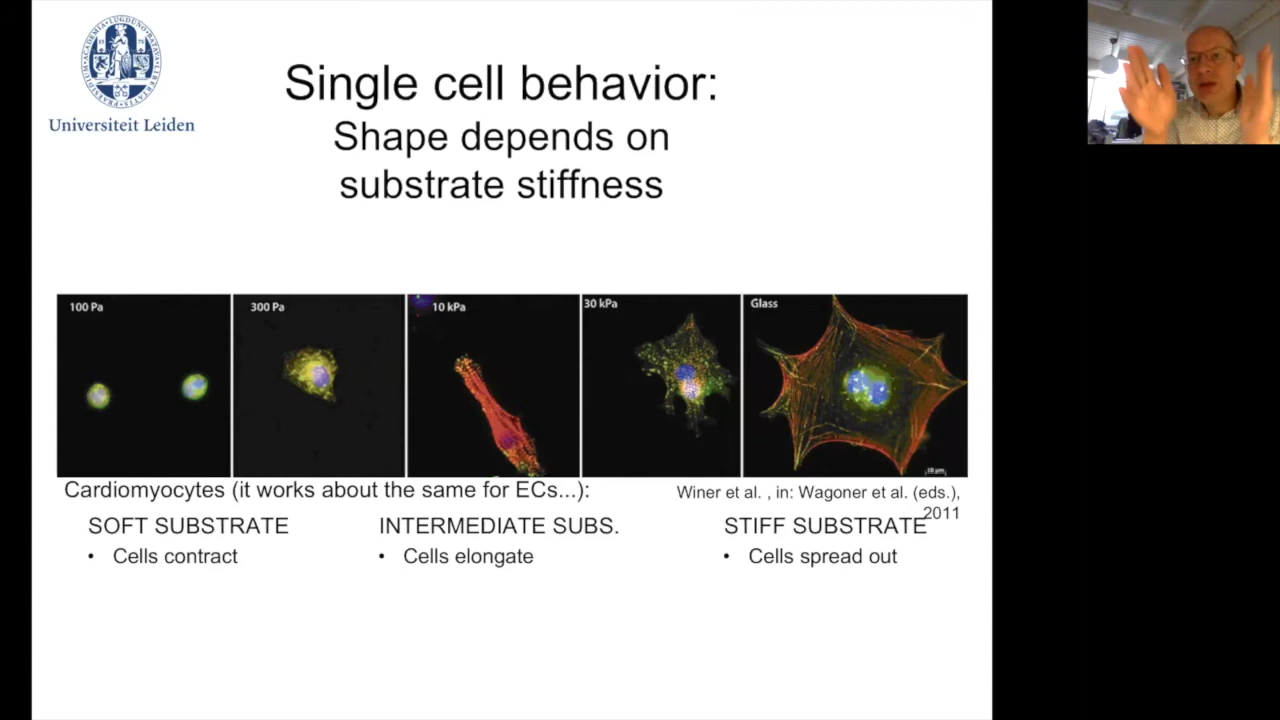 Universiteit Leiden
Single cell behavior:
Shape depends on
substrate stiffness
100 Pa
300 Pa
10 kPa
30 kPa
Glass
Cardiomyocytes (it works about the same for ECs...):
Winer et al. , in: Wagoner et al. (eds.),
2011
SOFT SUBSTRATE
• Cells contract
INTERMEDIATE SUBS.
• Cells elongate
STIFF SUBSTRATE
• Cells spread out